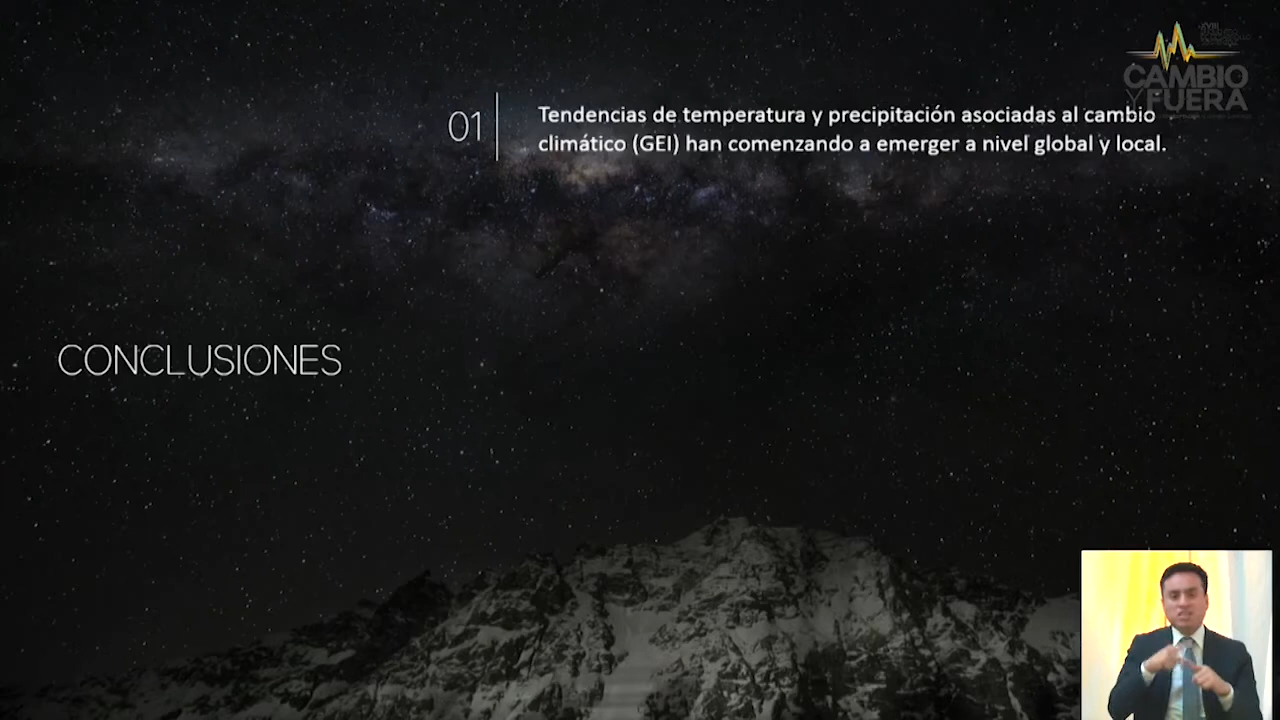 XVIII
CAMBIO
Y FUERA
01
Tendencias de temperatura y precipitación asociadas al cambio
climático (GEI) han comenzando a emerger a nivel global y local.
CONCLUSIONES